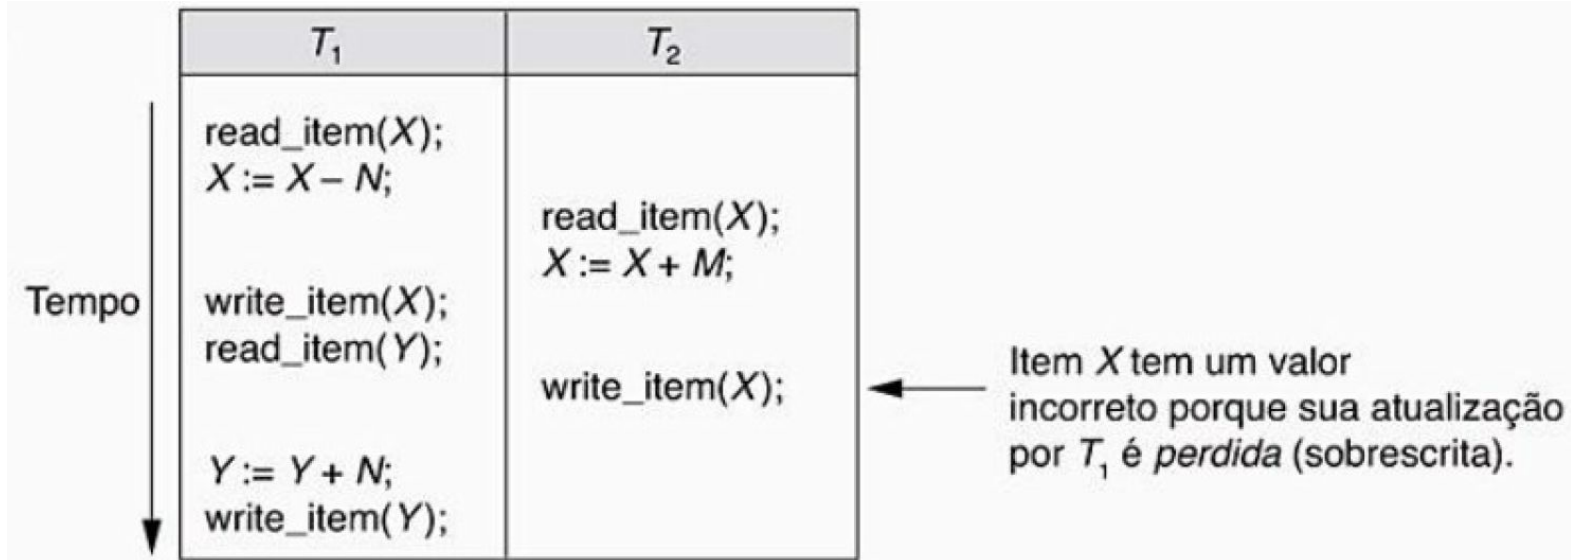 T₁ T₂
read_item(X);
X := X – N;
read_item(X);
X := X + M;
Tempo
write_item(X);
read_item(Y);
write_item(X);
Item X tem um valor
incorreto porque sua atualização
por T₁ é perdida (sobrescrita).
Y := Y + N;
write_item(Y);